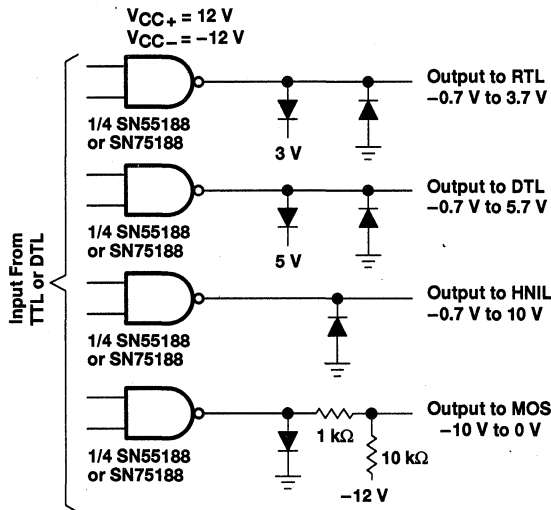 VCC+ = 12 V
VCC− = −12 V
Input From
TTL or DTL
1/4 SN55188
or SN75188
3 V
Output to RTL
−0.7 V to 3.7 V
1/4 SN55188
or SN75188
5 V
Output to DTL
−0.7 V to 5.7 V
1/4 SN55188
or SN75188
Output to HNIL
−0.7 V to 10 V
1/4 SN55188
or SN75188
1 kΩ
10 kΩ
−12 V
Output to MOS
−10 V to 0 V